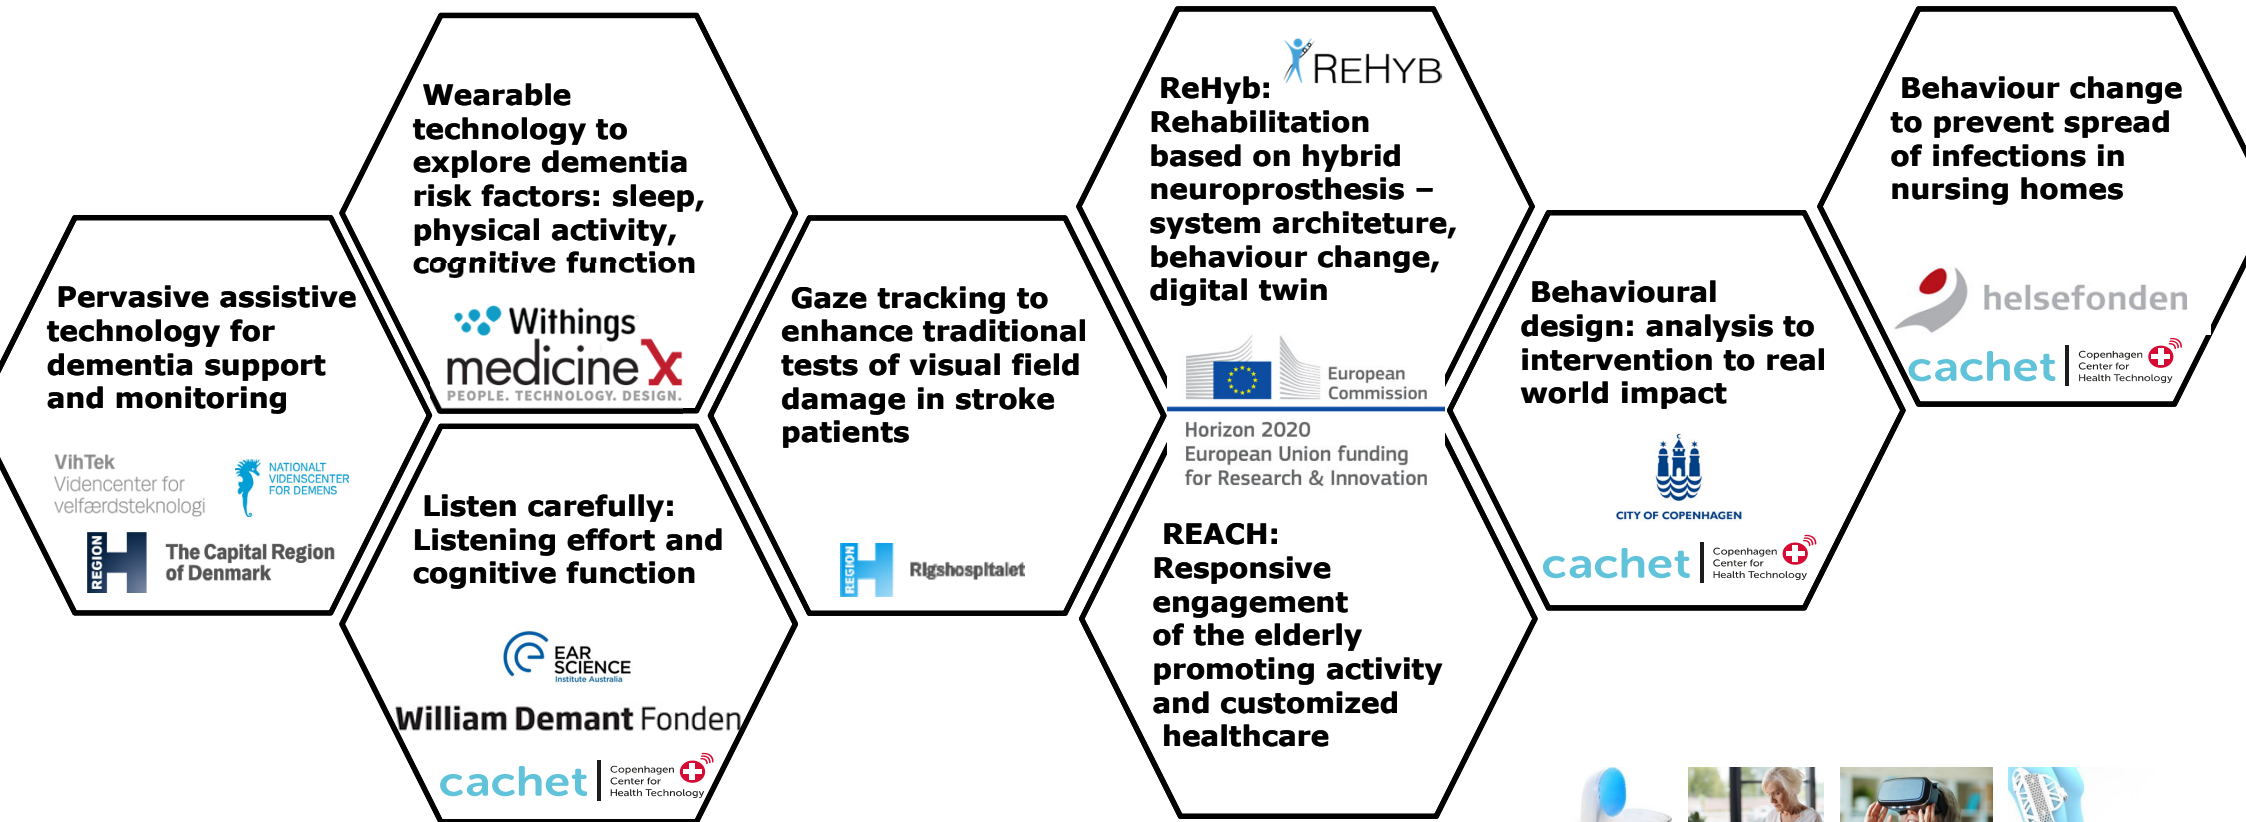 Pervasive assistive
technology for
dementia support
and monitoring
VihTek
Videncenter for
velfærdsteknologi
NATIONALT
VIDENSCENTER
FOR DEMENS
REGION
H
The Capital Region
of Denmark
Wearable
technology to
explore dementia
risk factors: sleep,
physical activity,
cognitive function
Withings
medicine X
PEOPLE. TECHNOLOGY. DESIGN.
Listen carefully:
Listening effort and
cognitive function
EAR
SCIENCE
Institute Australia
William Demant Fonden
cachet
Copenhagen
Center for
Health Technology
Gaze tracking to
enhance traditional
tests of visual field
damage in stroke
patients
REGION
H
Rigshospitalet
REHYB
ReHyb:
Rehabilitation
based on hybrid
neuroprosthesis –
system architeture,
behaviour change,
digital twin
European
Commission
Horizon 2020
European Union funding
for Research & Innovation
REACH:
Responsive
engagement
of the elderly
promoting activity
and customized
healthcare
Behavioural
design: analysis to
intervention to real
world impact
CITY OF COPENHAGEN
cachet
Copenhagen
Center for
Health Technology
Behaviour change
to prevent spread
of infections in
nursing homes
helsefonden
cachet
Copenhagen
Center for
Health Technology